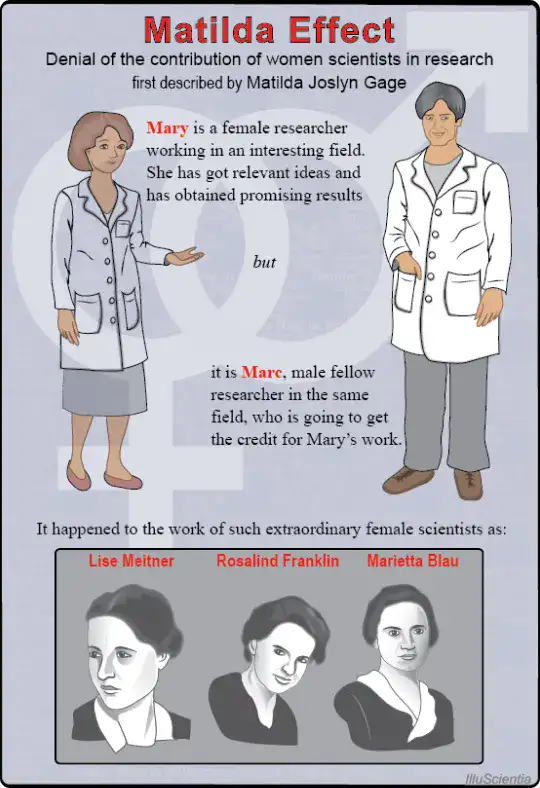 Matilda Effect
Denial of the contribution of women scientists in research
first described by Matilda Joslyn Gage
Mary is a female researcher
working in an interesting field.
She has got relevant ideas and
has obtained promising results
but
it is Marc, male fellow
researcher in the same
field, who is going to get
the credit for Mary's work.
It happened to the work of such extraordinary female scientists as:
Lise Meitner
Rosalind Franklin
Marietta Blau
IlluScientia